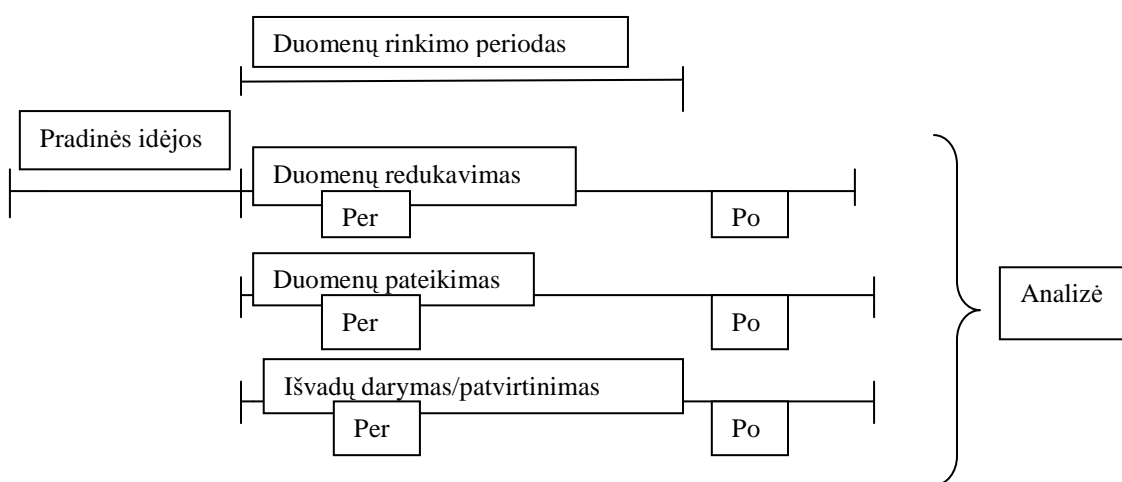 Duomenų rinkimo periodas
Pradinės idėjos
Duomenų redukavimas
Per
Po
Duomenų pateikimas
Per
Po
Analizė
Išvadų darymas/patvirtinimas
Per
Po